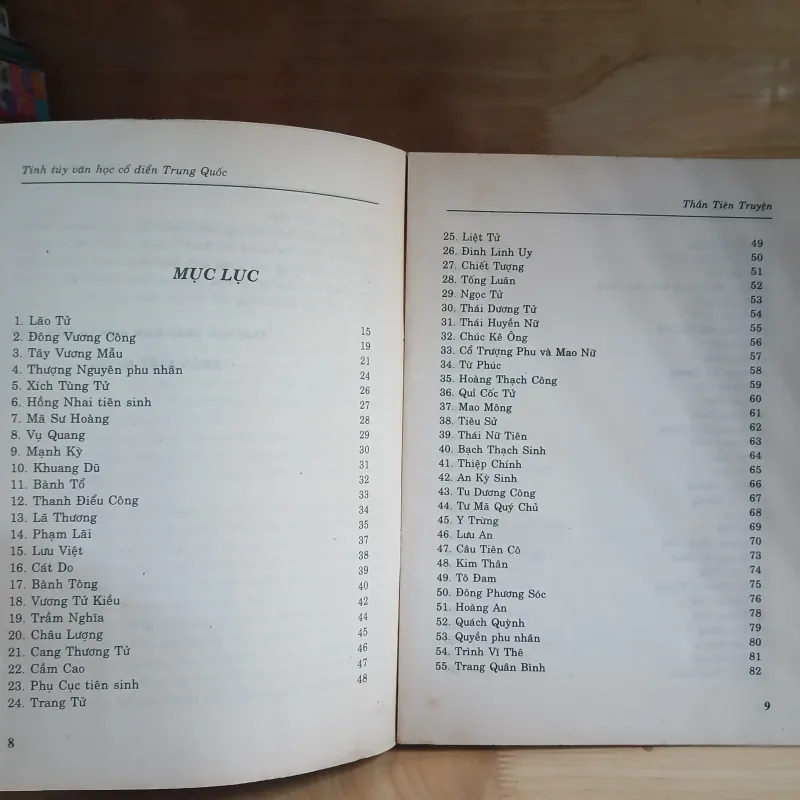 Tinh túy văn học cổ điển Trung Quốc
MỤC LỤC
1. Lão Tử 15
2. Đông Vương Công 19
3. Tây Vương Mẫu 21
4. Thượng Nguyên phu nhân 24
5. Xích Tùng Tử 26
6. Hồng Nhai tiên sinh 27
7. Mã Sư Hoàng 28
8. Vụ Quang 29
9. Mạnh Kỳ 30
10. Khuang Dũ 31
11. Bành Tổ 32
12. Thanh Điểu Công 33
13. Lã Thương 34
14. Phạm Lãi 35
15. Lưu Việt 37
16. Cát Do 38
17. Bành Tông 39
18. Vương Tử Kiều 40
19. Trầm Nghĩa 42
20. Châu Lượng 44
21. Cang Thương Tử 45
22. Cầm Cao 46
23. Phụ Cục tiên sinh 47
24. Trang Tử 48
8
Thần Tiên Truyện
25. Liệt Tử 49
26. Đinh Linh Uy 50
27. Chiết Tượng 51
28. Tống Luân 52
29. Ngọc Tử 53
30. Thái Dương Tử 54
31. Thái Huyền Nữ 55
32. Chúc Kê Ông 56
33. Cổ Trượng Phu và Mao Nữ 57
34. Từ Phúc 58
35. Hoàng Thạch Công 59
36. Quỉ Cốc Tử 60
37. Mao Mông 61
38. Tiêu Sử 62
39. Thái Nữ Tiên 63
40. Bạch Thạch Sinh 64
41. Thiệp Chính 65
42. An Kỳ Sinh 66
43. Tu Dương Công 67
44. Tư Mã Quý Chủ 68
45. Y Trừng 69
46. Lưu An 70
47. Câu Tiên Cô 73
48. Kim Thân 74
49. Tô Đam 75
50. Đông Phương Sóc 76
51. Hoàng An 78
52. Quách Quỳnh 79
53. Quyền phu nhân 80
54. Trình Vĩ Thê 81
55. Trang Quân Bình 82
9